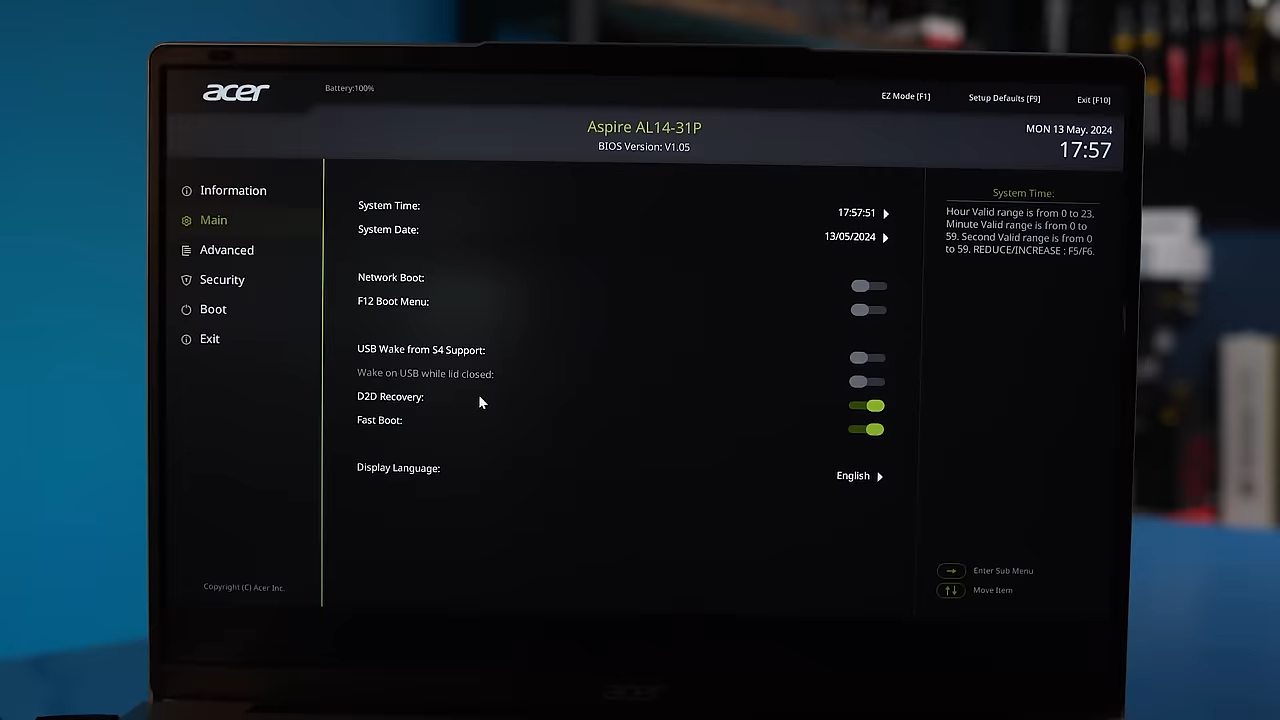 acer
Battery:100%
EZ Mode [F1]
Setup Defaults [F9]
Exit [F10]
Aspire AL14-31P
BIOS Version: V1.05
MON 13 May. 2024
17:57
Information
Main
Advanced
Security
Boot
Exit
System Time:
17:57:51
System Date:
13/05/2024
Network Boot:
F12 Boot Menu:
USB Wake from S4 Support:
Wake on USB while lid closed:
D2D Recovery:
Fast Boot:
Display Language:
English
System Time:
Hour Valid range is from 0 to 23.
Minute Valid range is from 0 to
59. Second Valid range is from 0
to 59. REDUCE/INCREASE : F5/F6.
Enter Sub Menu
Move Item
Copyright (C) Acer Inc.
acer